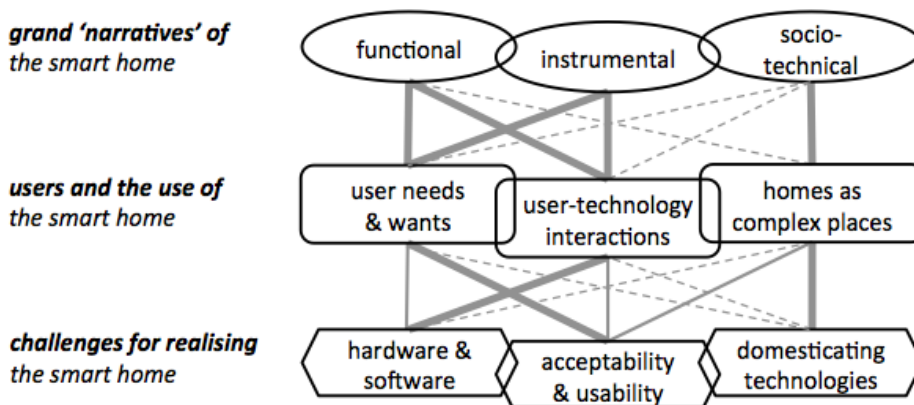 grand ‘narratives’ of
the smart home
functional
instrumental
socio-
technical
users and the use of
the smart home
user needs
& wants
user-technology
interactions
homes as
complex places
challenges for realising
the smart home
hardware &
software
acceptability
& usability
domesticating
technologies